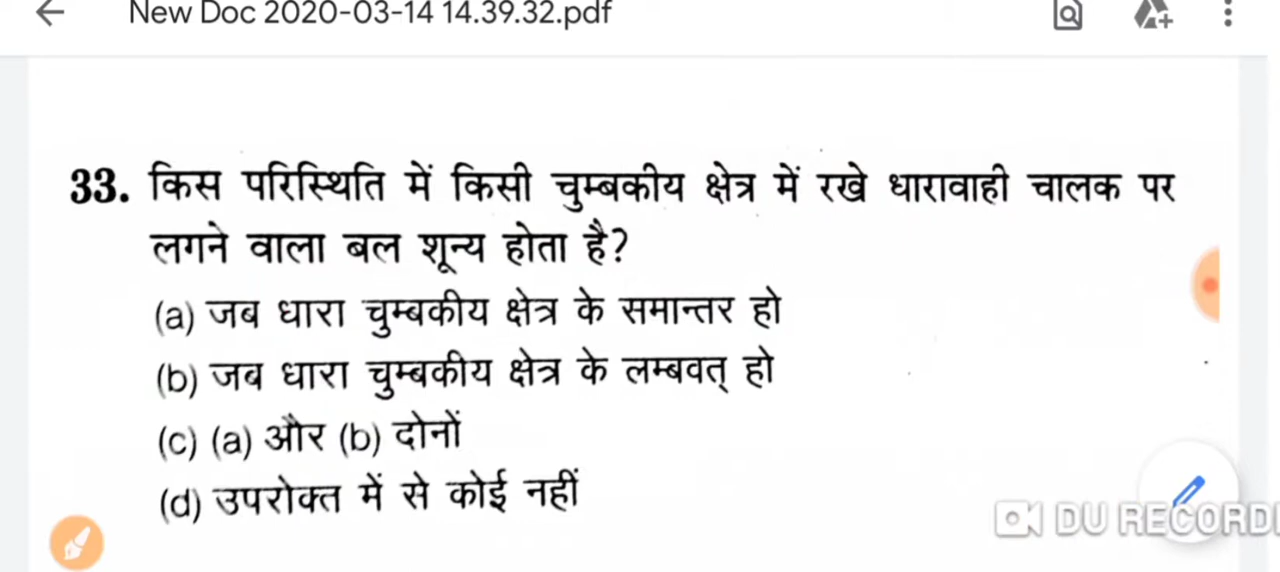 New Doc 2020-03-14 14.39.32.pdf
33. किस परिस्थिति में किसी चुम्बकीय क्षेत्र में रखे धारावाही चालक पर
लगने वाला बल शून्य होता है?
(a) जब धारा चुम्बकीय क्षेत्र के समान्तर हो
(b) जब धारा चुम्बकीय क्षेत्र के लम्बवत् हो
(c) (a) और (b) दोनों
(d) उपरोक्त में से कोई नहीं
DU RECORD